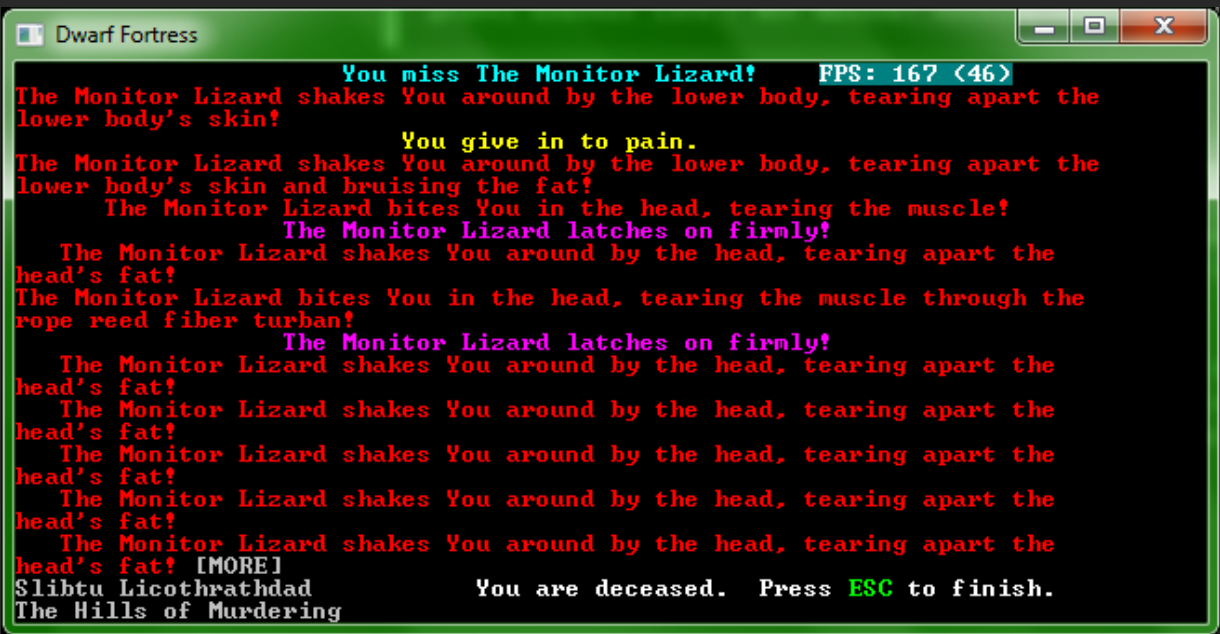 Dwarf Fortress
You miss The Monitor Lizard! FPS: 167 (46)
The Monitor Lizard shakes You around by the lower body, tearing apart the
lower body's skin!
You give in to pain.
The Monitor Lizard shakes You around by the lower body, tearing apart the
lower body's skin and bruising the fat!
The Monitor Lizard bites You in the head, tearing the muscle!
The Monitor Lizard latches on firmly!
The Monitor Lizard shakes You around by the head, tearing apart the
head's fat!
The Monitor Lizard bites You in the head, tearing the muscle through the
rope reed fiber turban!
The Monitor Lizard latches on firmly!
The Monitor Lizard shakes You around by the head, tearing apart the
head's fat!
The Monitor Lizard shakes You around by the head, tearing apart the
head's fat!
The Monitor Lizard shakes You around by the head, tearing apart the
head's fat!
The Monitor Lizard shakes You around by the head, tearing apart the
head's fat!
The Monitor Lizard shakes You around by the head, tearing apart the
head's fat! [MORE]
Slibtu Licothrathdad You are deceased. Press ESC to finish.
The Hills of Murdering